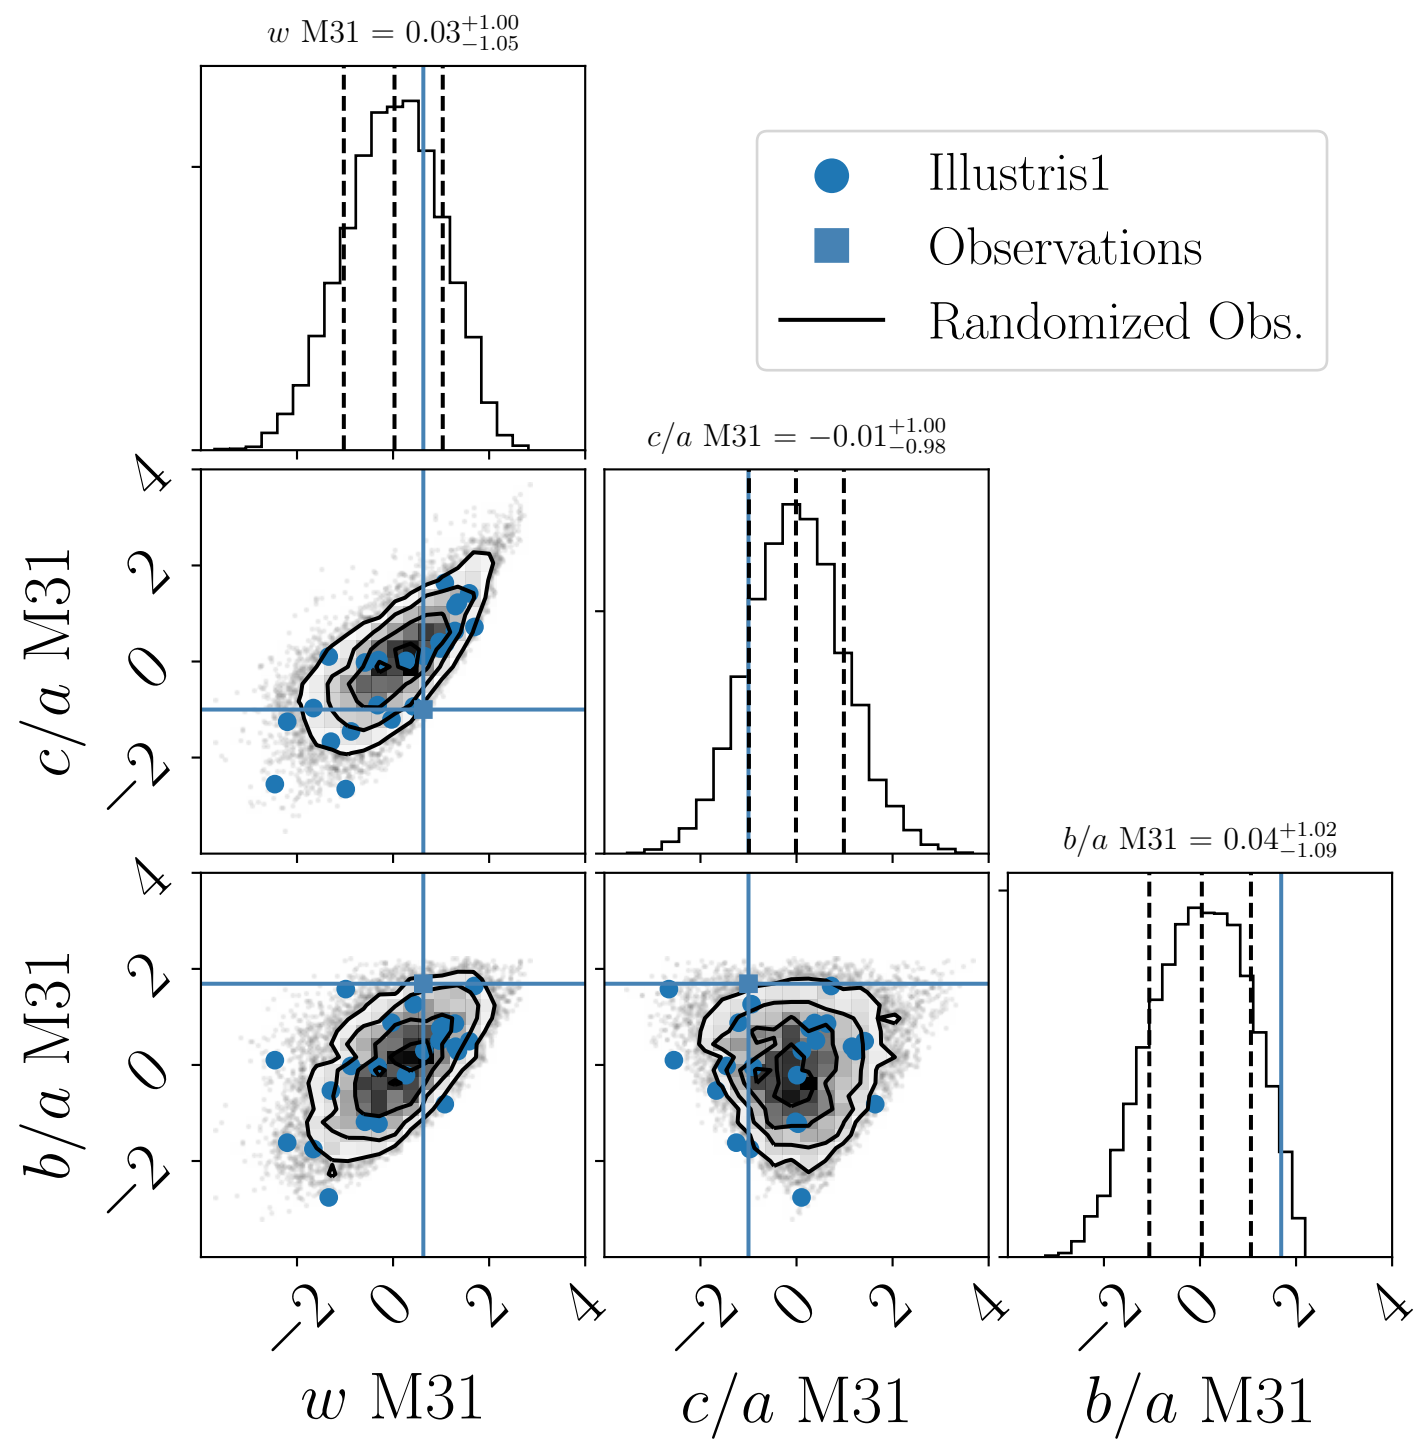 w M31 = 0.03^{+1.00}_{−1.05}
Illustris1
Observations
Randomized Obs.
c/a M31 = −0.01^{+1.00}_{−0.98}
4
2
0
−2
c/a M31
b/a M31 = 0.04^{+1.02}_{−1.09}
4
2
0
−2
b/a M31
−2 0 2 4
−2 0 2 4
−2 0 2 4
w M31
c/a M31
b/a M31